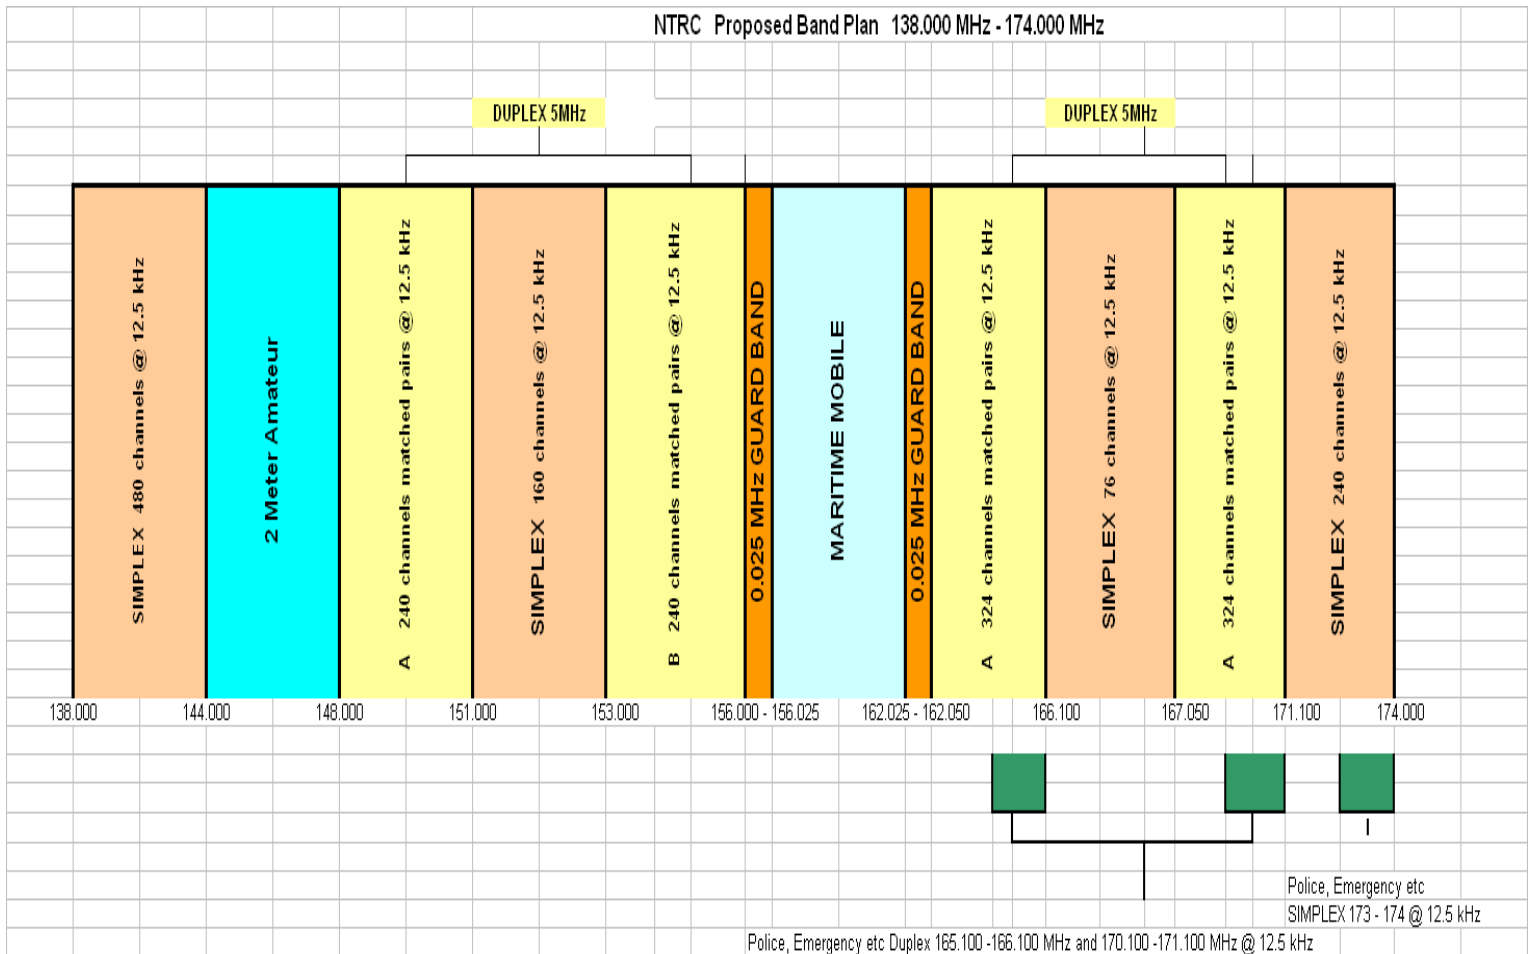 NTRC Proposed Band Plan 138.000 MHz - 174.000 MHz
DUPLEX 5MHz
DUPLEX 5MHz
SIMPLEX 480 channels @ 12.5 kHz
2 Meter Amateur
A 240 channels matched pairs @ 12.5 kHz
SIMPLEX 160 channels @ 12.5 kHz
B 240 channels matched pairs @ 12.5 kHz
0.025 MHz GUARD BAND
MARITIME MOBILE
0.025 MHz GUARD BAND
A 324 channels matched pairs @ 12.5 kHz
SIMPLEX 76 channels @ 12.5 kHz
A 324 channels matched pairs @ 12.5 kHz
SIMPLEX 240 channels @ 12.5 kHz
138.000 144.000 148.000 151.000 153.000 156.000 - 156.025 162.025 - 162.050 166.100 167.050 171.100 174.000
Police, Emergency etc
SIMPLEX 173 - 174 @ 12.5 kHz
Police, Emergency etc Duplex 165.100 -166.100 MHz and 170.100 -171.100 MHz @ 12.5 kHz